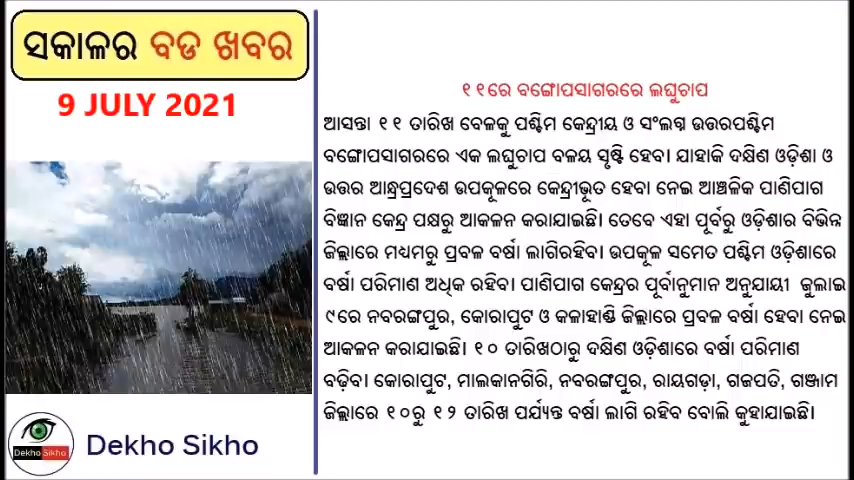 ସକାଳର ବଡ ଖବର
9 JULY 2021
Dekho Sikho
Dekho Sikho
୧୧ରେ ବଙ୍ଗୋପସାଗରରେ ଲଘୁଚାପ
ଆସନ୍ତା ୧୧ ତାରିଖ ବେଳକୁ ପଶ୍ଚିମ କେନ୍ଦ୍ରୀୟ ଓ ସଂଲଗ୍ନ ଉତ୍ତରପଶ୍ଚିମ
ବଙ୍ଗୋପସାଗରରେ ଏକ ଲଘୁଚାପ ବଳୟ ସୃଷ୍ଟି ହେବ। ଯାହାକି ଦକ୍ଷିଣ ଓଡ଼ିଶା ଓ
ଉତ୍ତର ଆନ୍ଧ୍ରପ୍ରଦେଶ ଉପକୂଳରେ କେନ୍ଦ୍ରୀଭୂତ ହେବା ନେଇ ଆଞ୍ଚଳିକ ପାଣିପାଗ
ବିଜ୍ଞାନ କେନ୍ଦ୍ର ପକ୍ଷରୁ ଆକଳନ କରାଯାଇଛି। ତେବେ ଏହା ପୂର୍ବରୁ ଓଡ଼ିଶାର ବିଭିନ୍ନ
ଜିଲ୍ଲାରେ ମଧ୍ୟମରୁ ପ୍ରବଳ ବର୍ଷା ଲାଗିରହିବ। ଉପକୂଳ ସମେତ ପଶ୍ଚିମ ଓଡ଼ିଶାରେ
ବର୍ଷା ପରିମାଣ ଅଧିକ ରହିବ। ପାଣିପାଗ କେନ୍ଦ୍ରର ପୂର୍ବାନୁମାନ ଅନୁଯାୟୀ ଜୁଲାଇ
୯ରେ ନବରଙ୍ଗପୁର, କୋରାପୁଟ ଓ କଳାହାଣ୍ଡି ଜିଲ୍ଲାରେ ପ୍ରବଳ ବର୍ଷା ହେବା ନେଇ
ଆକଳନ କରାଯାଇଛି। ୧୦ ତାରିଖଠାରୁ ଦକ୍ଷିଣ ଓଡ଼ିଶାରେ ବର୍ଷା ପରିମାଣ
ବଢ଼ିବ। କୋରାପୁଟ, ମାଲକାନଗିରି, ନବରଙ୍ଗପୁର, ରାୟଗଡ଼ା, ଗଜପତି, ଗଞ୍ଜାମ
ଜିଲ୍ଲାରେ ୧୦ରୁ ୧୨ ତାରିଖ ପର୍ଯ୍ୟନ୍ତ ବର୍ଷା ଲାଗି ରହିବ ବୋଲି କୁହାଯାଇଛି।